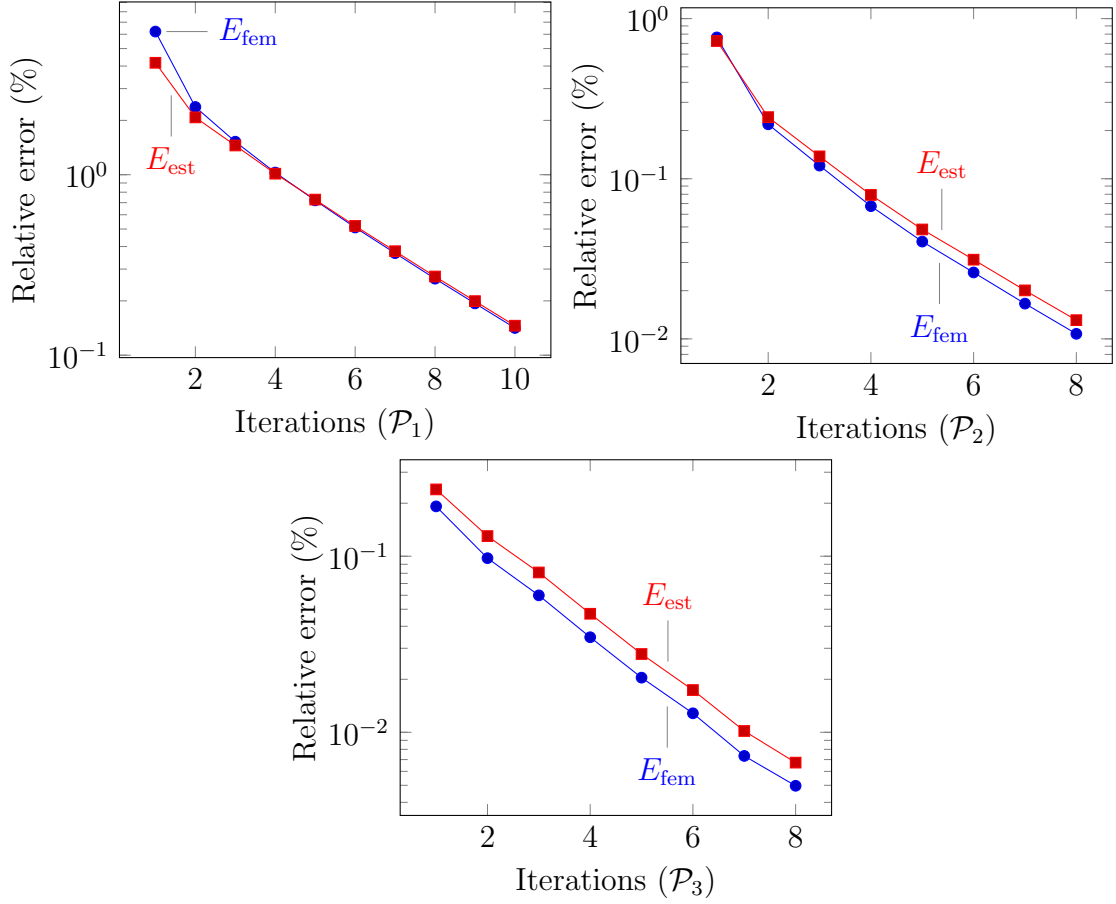 Relative error (%)
10^0
10^{-1}
E_fem
E_est
2 4 6 8 10
Iterations (𝒫_1)
Relative error (%)
10^0
10^{-1}
10^{-2}
E_est
E_fem
2 4 6 8
Iterations (𝒫_2)
Relative error (%)
10^{-1}
10^{-2}
E_est
E_fem
2 4 6 8
Iterations (𝒫_3)